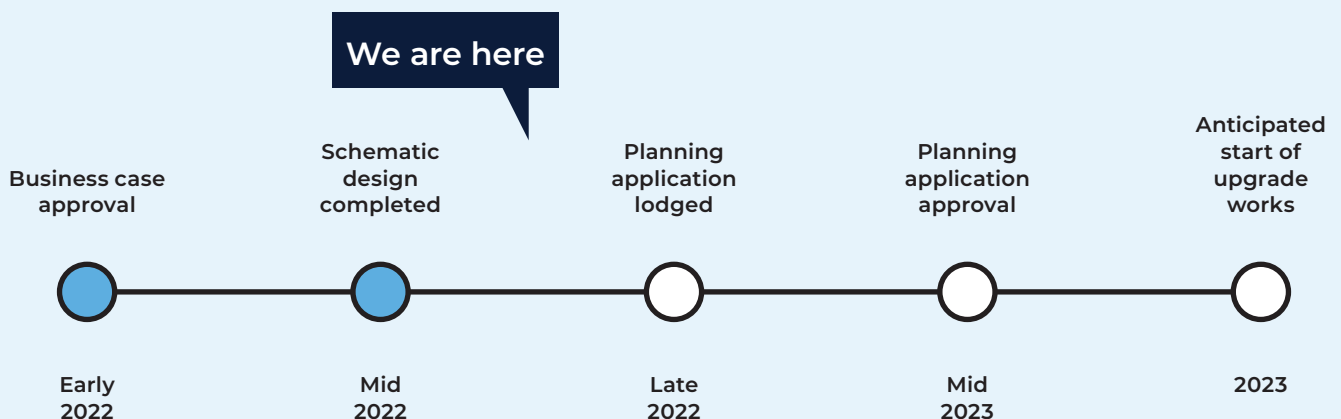 We are here
Business case
approval
Schematic
design
completed
Planning
application
lodged
Planning
application
approval
Anticipated
start of
upgrade
works
Early
2022
Mid
2022
Late
2022
Mid
2023
2023